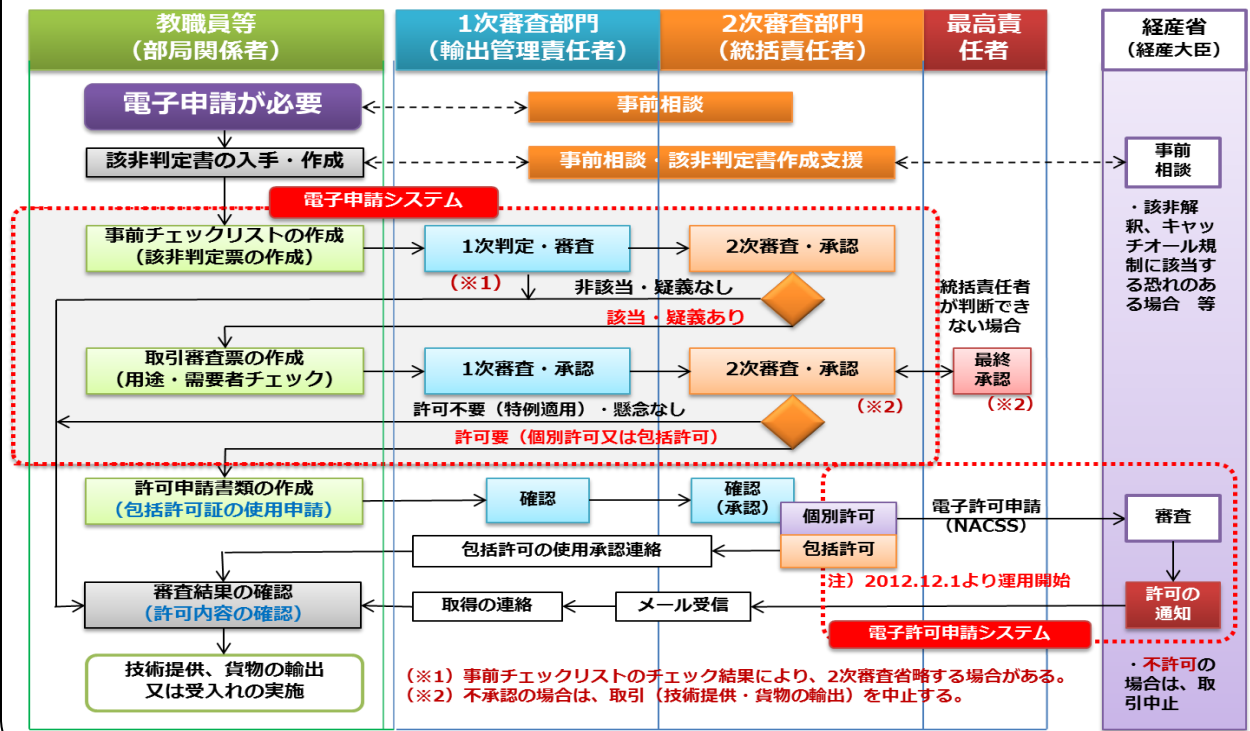 教職員等
（部局関係者）
1次審査部門
（輸出管理責任者）
2次審査部門
（統括責任者）
最高責
任者
経産省
（経産大臣）
電子申請が必要
事前相談
該非判定書の入手・作成
事前相談・該非判定書作成支援
事前
相談
電子申請システム
・該非解
釈、キャッ
チオール規
制に該当す
る恐れのあ
る場合　等
事前チェックリストの作成
（該非判定票の作成）
1次判定・審査
2次審査・承認
（※1）
非該当・疑義なし
統括責任者
が判断でき
ない場合
該当・疑義あり
取引審査票の作成
（用途・需要者チェック）
1次審査・承認
2次審査・承認
最終
承認
（※2）
（※2）
許可不要（特例適用）・懸念なし
許可要（個別許可又は包括許可）
許可申請書類の作成
（包括許可証の使用申請）
確認
確認
（承認）
個別許可
電子許可申請
（NACSS）
審査
包括許可の使用承認連絡
包括許可
注）2012.12.1より運用開始
審査結果の確認
（許可内容の確認）
取得の連絡
メール受信
許可の
通知
電子許可申請システム
技術提供、貨物の輸出
又は受入れの実施
（※1）事前チェックリストのチェック結果により、2次審査省略する場合がある。
（※2）不承認の場合は、取引（技術提供・貨物の輸出）を中止する。
・不許可の
場合は、取
引中止